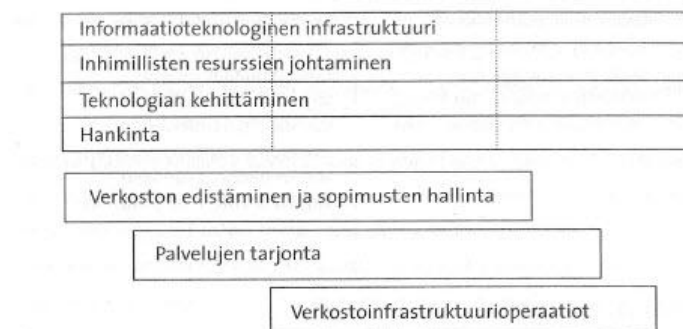 Informaatioteknologinen infrastruktuuri
Inhimillisten resurssien johtaminen
Teknologian kehittäminen
Hankinta
Verkoston edistäminen ja sopimusten hallinta
Palvelujen tarjonta
Verkostoinfrastruktuurioperaatiot